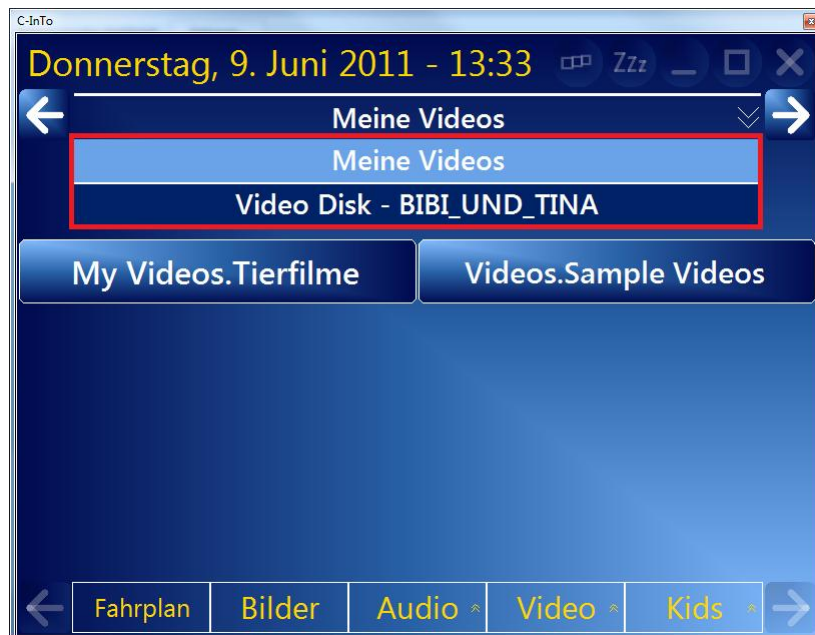 C-InTo
Donnerstag, 9. Juni 2011 - 13:33 Zzz
Meine Videos
Meine Videos
Video Disk - BIBI_UND_TINA
My Videos.Tierfilme Videos.Sample Videos
Fahrplan Bilder Audio Video Kids